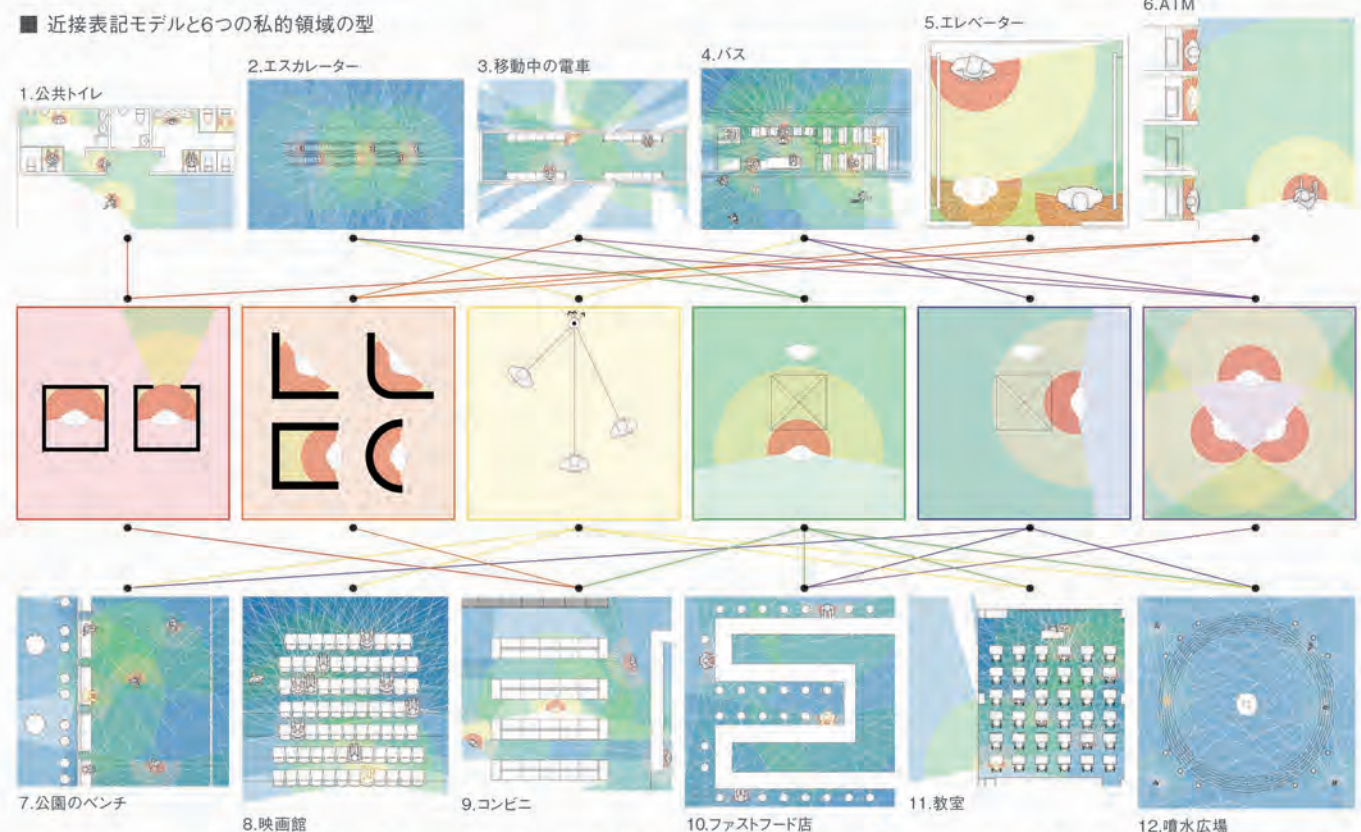 ■ 近接表記モデルと6つの私的領域の型
1.公共トイレ
2.エスカレーター
3.移動中の電車
4.バス
5.エレベーター
6.ATM
7.公園のベンチ
8.映画館
9.コンビニ
10.ファストフード店
11.教室
12.噴水広場